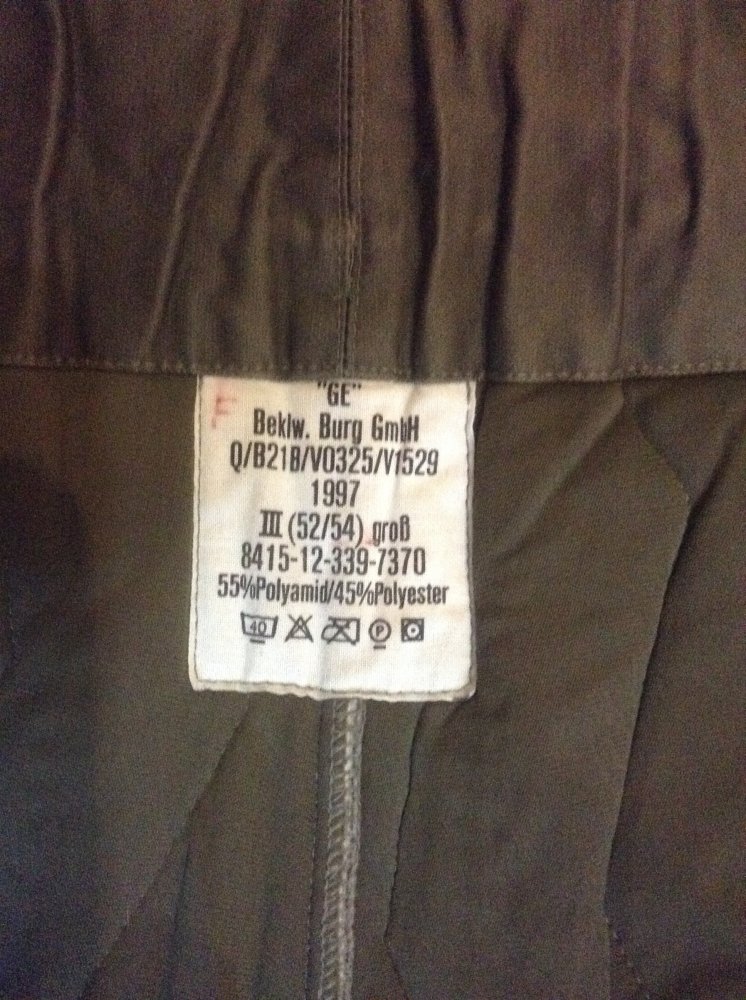 "GE"
F
Beklw. Burg GmbH
Q/B21B/V0325/V1529
1997
III (52/54) groß
8415-12-339-7370
55%Polyamid/45%Polyester
40 P